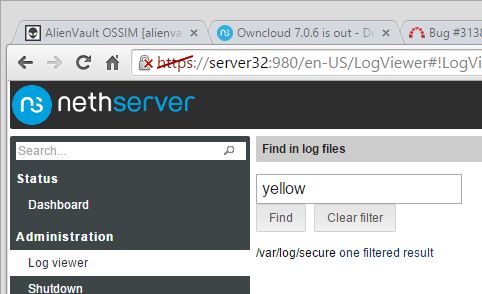 AlienVault OSSIM [alienva
Owncloud 7.0.6 is out - De
Bug #3138
https://server32:980/en-US/LogViewer#!LogVi
ns nethserver
Search...
Status
Dashboard
Administration
Log viewer
Shutdown
Find in log files
yellow
Find
Clear filter
/var/log/secure one filtered result